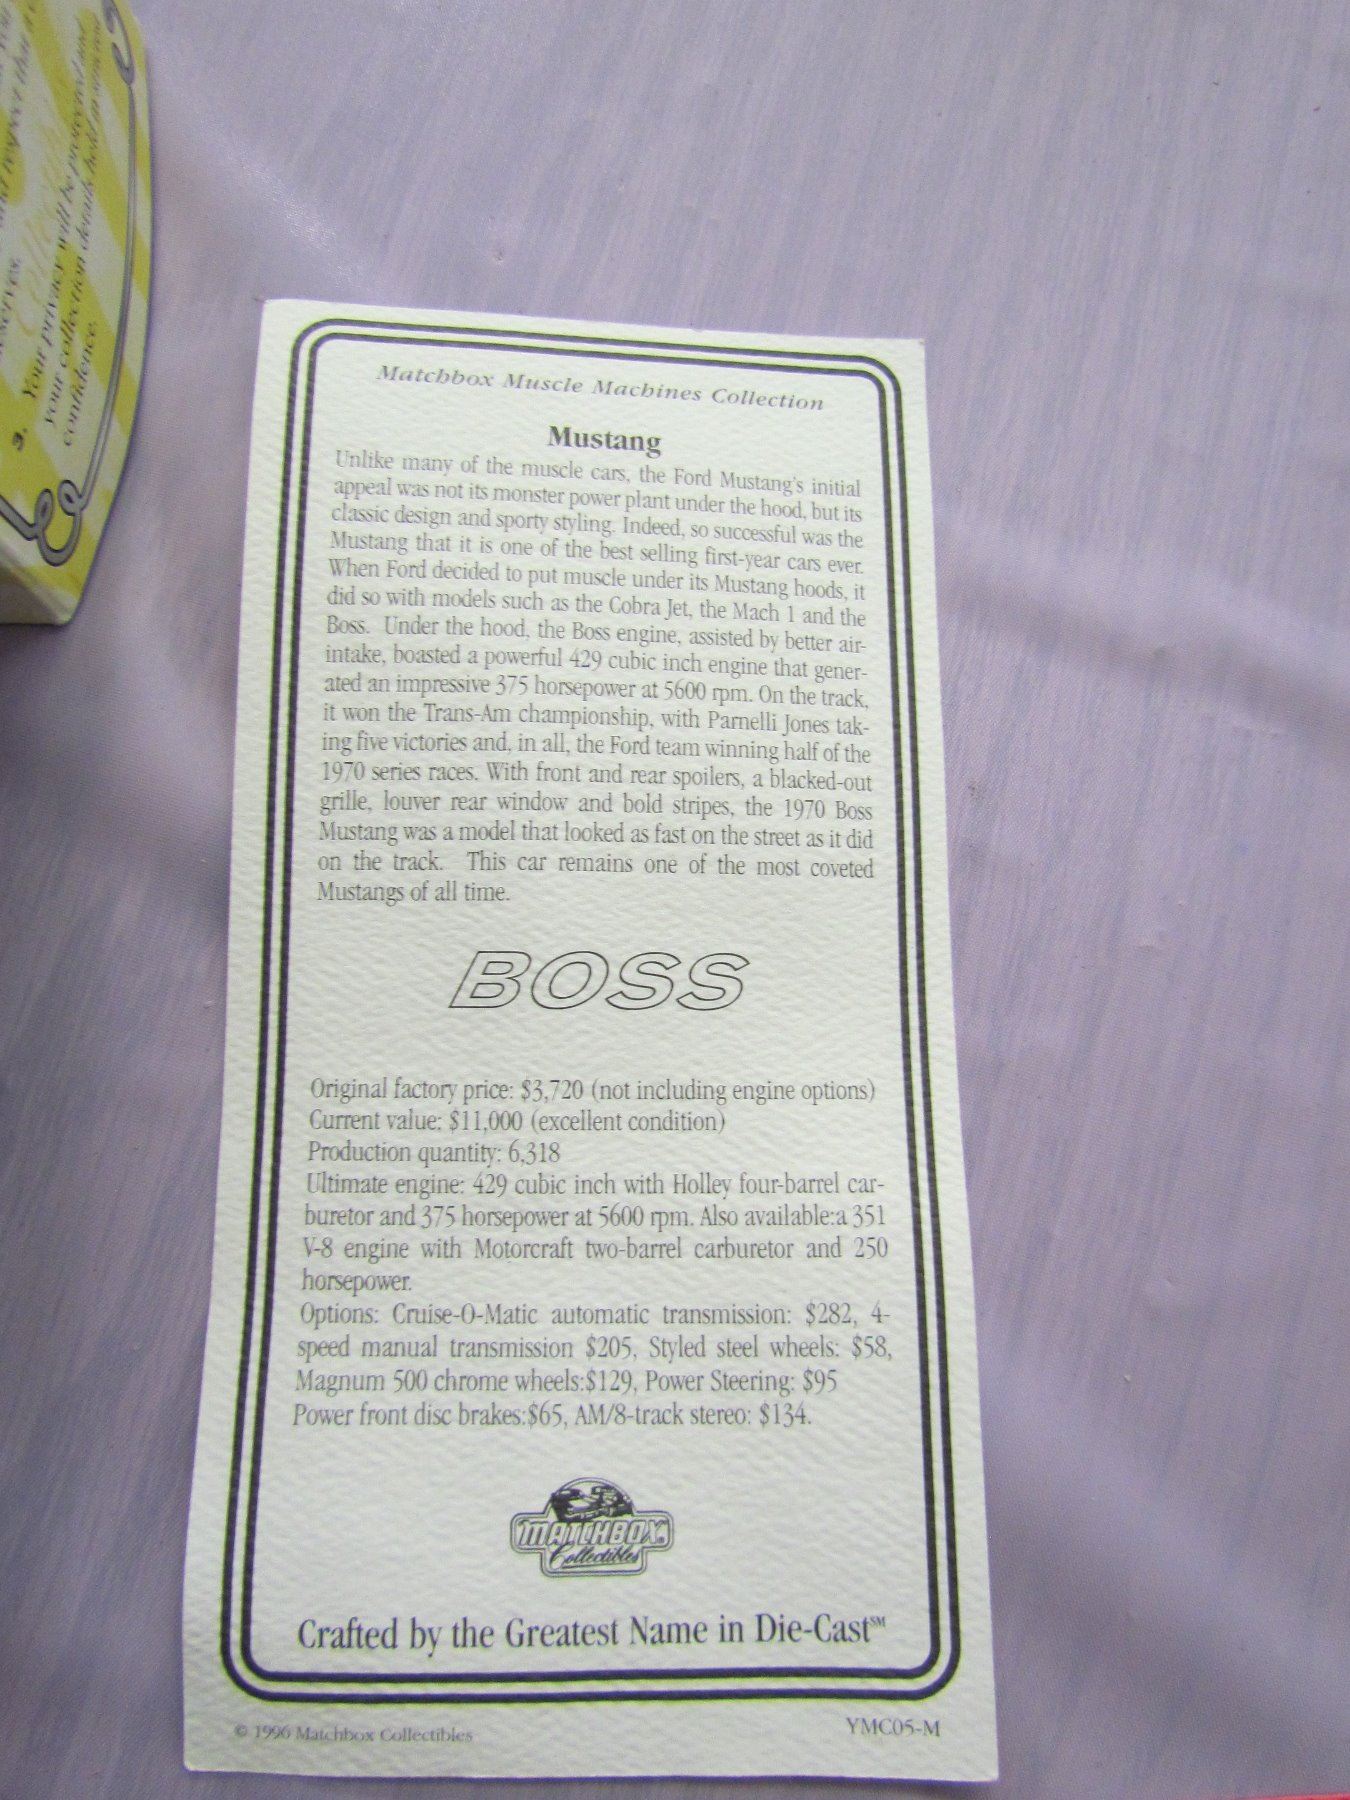 3. Your privacy will be protected and
your collection details held in strictest
confidence.
Matchbox Muscle Machines Collection
Mustang
Unlike many of the muscle cars, the Ford Mustang's initial
appeal was not its monster power plant under the hood, but its
classic design and sporty styling. Indeed, so successful was the
Mustang that it is one of the best selling first-year cars ever.
When Ford decided to put muscle under its Mustang hoods, it
did so with models such as the Cobra Jet, the Mach 1 and the
Boss. Under the hood, the Boss engine, assisted by better air-
intake, boasted a powerful 429 cubic inch engine that gener-
ated an impressive 375 horsepower at 5600 rpm. On the track,
it won the Trans-Am championship, with Parnelli Jones tak-
ing five victories and, in all, the Ford team winning half of the
1970 series races. With front and rear spoilers, a blacked-out
grille, louver rear window and bold stripes, the 1970 Boss
Mustang was a model that looked as fast on the street as it did
on the track. This car remains one of the most coveted
Mustangs of all time.
BOSS
Original factory price: $3,720 (not including engine options)
Current value: $11,000 (excellent condition)
Production quantity: 6,318
Ultimate engine: 429 cubic inch with Holley four-barrel car-
buretor and 375 horsepower at 5600 rpm. Also available:a 351
V-8 engine with Motorcraft two-barrel carburetor and 250
horsepower.
Options: Cruise-O-Matic automatic transmission: $282, 4-
speed manual transmission $205, Styled steel wheels: $58,
Magnum 500 chrome wheels:$129, Power Steering: $95
Power front disc brakes:$65, AM/8-track stereo: $134.
MATCHBOX®
Collectibles
Crafted by the Greatest Name in Die-Cast℠
© 1996 Matchbox Collectibles
YMC05-M